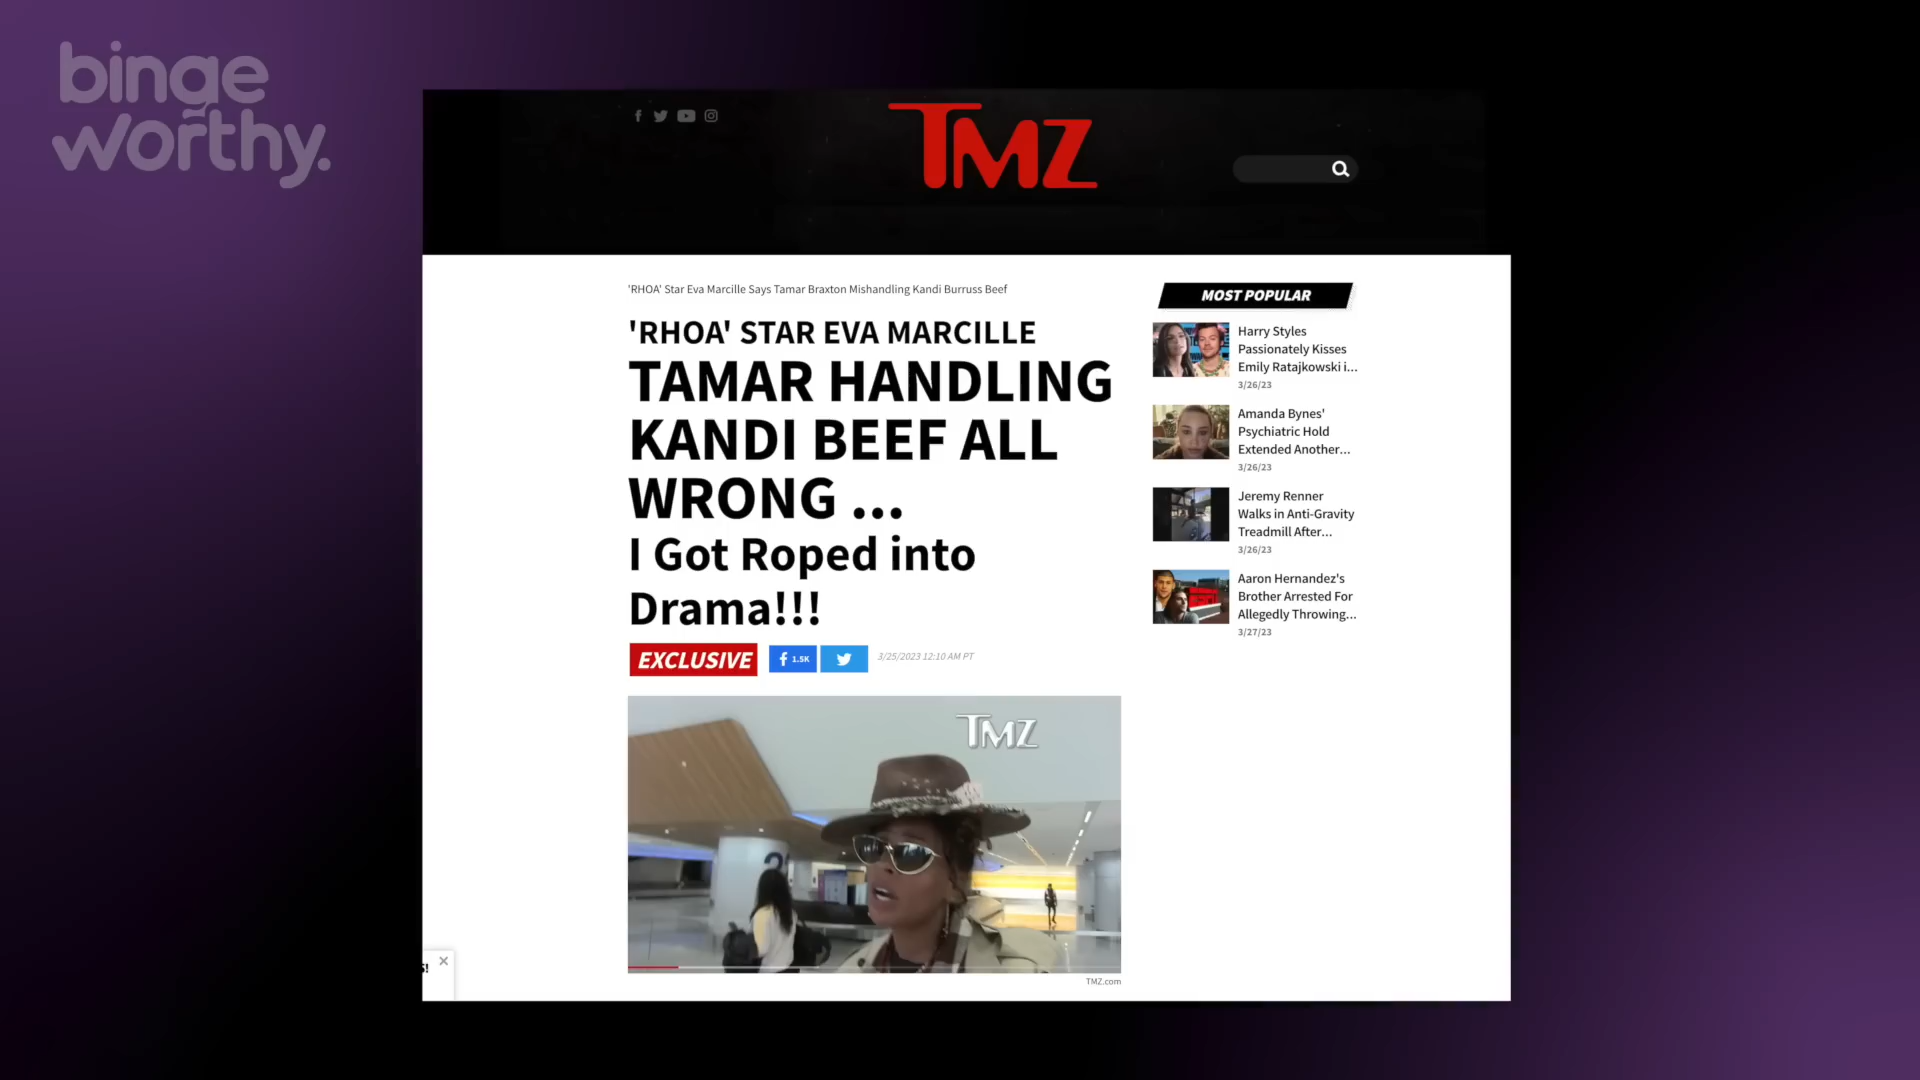 binge
worthy.
TMZ
'RHOA' Star Eva Marcille Says Tamar Braxton Mishandling Kandi Burruss Beef
'RHOA' STAR EVA MARCILLE
TAMAR HANDLING
KANDI BEEF ALL
WRONG ...
I Got Roped into
Drama!!!
EXCLUSIVE
1.5K
3/25/2023 12:10 AM PT
TMZ
2
TMZ.com
MOST POPULAR
Harry Styles
Passionately Kisses
Emily Ratajkowski i...
3/26/23
Amanda Bynes'
Psychiatric Hold
Extended Another...
3/26/23
Jeremy Renner
Walks in Anti-Gravity
Treadmill After...
3/26/23
Aaron Hernandez's
Brother Arrested For
Allegedly Throwing...
3/27/23
!